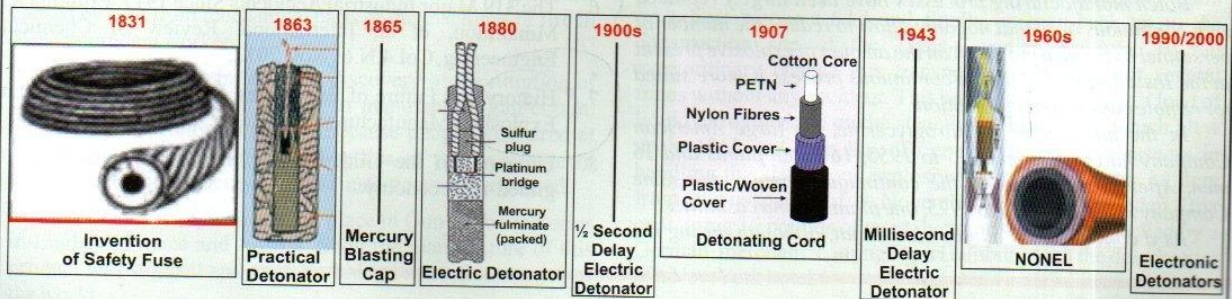 1831
Invention
of Safety Fuse
1863
Practical
Detonator
1865
Mercury
Blasting
Cap
1880
Sulfur
plug
Platinum
bridge
Mercury
fulminate
(packed)
Electric Detonator
1900s
½ Second
Delay
Electric
Detonator
1907
Cotton Core
PETN
Nylon Fibres
Plastic Cover
Plastic/Woven
Cover
Detonating Cord
1943
Millisecond
Delay
Electric
Detonator
1960s
NONEL
1990/2000
Electronic
Detonators